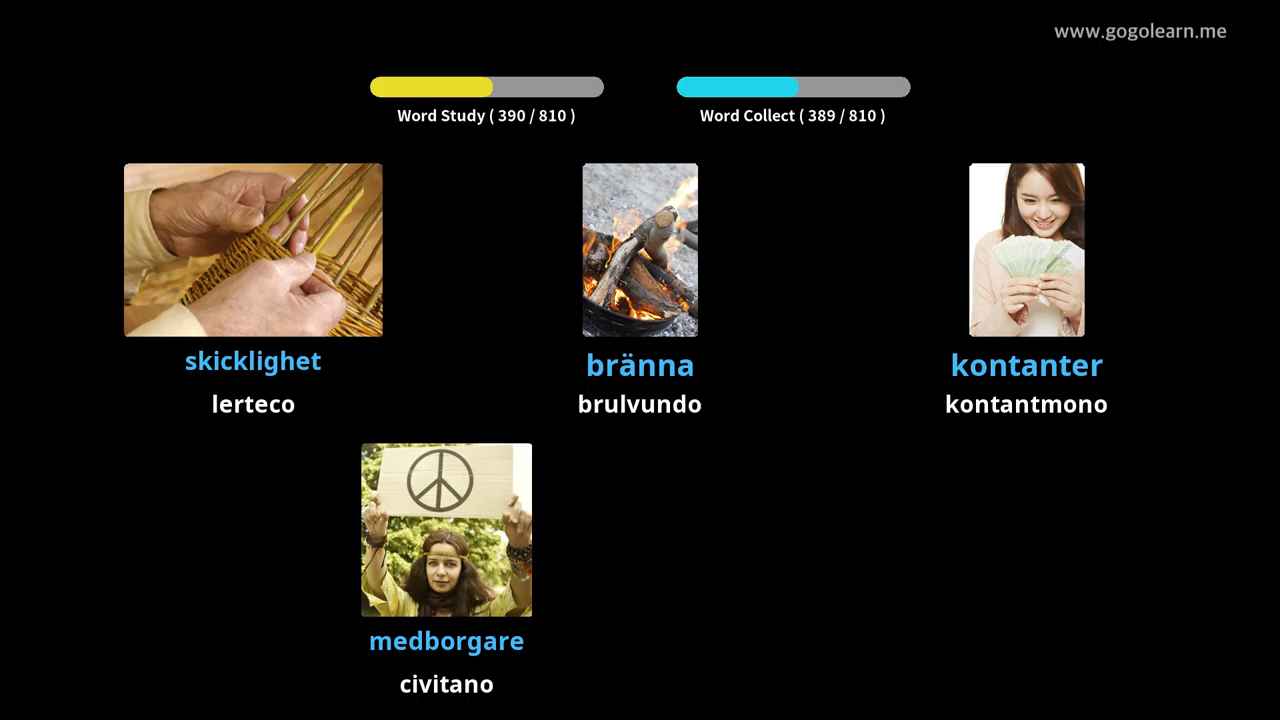 www.gogolearn.me
Word Study ( 390 / 810 )
Word Collect ( 389 / 810 )
skicklighet
lerteco
bränna
brulvundo
kontanter
kontantmono
medborgare
civitano